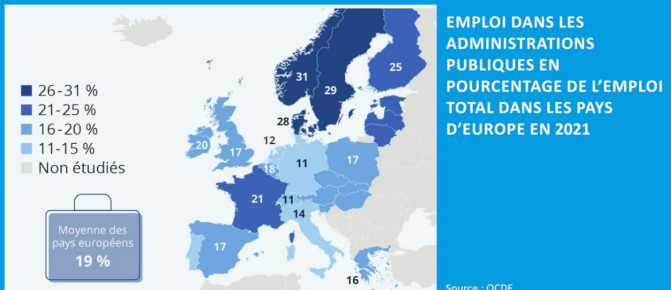 EMPLOI DANS LES
ADMINISTRATIONS
PUBLIQUES EN
POURCENTAGE DE L'EMPLOI
TOTAL DANS LES PAYS
D'EUROPE EN 2021
26-31 %
21-25 %
16-20 %
11-15 %
Non étudiés
Moyenne des
pays européens
19 %
31
29
25
28
12
20
17
18
11
17
21
11
14
17
16
Source : OCDE